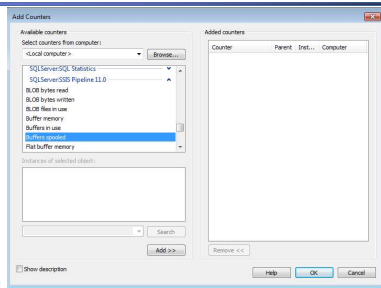 Add Counters
Available counters
Select counters from computer:
<Local computer>
Browse...
SQLServer:SQL Statistics
SQLServer:SSIS Pipeline 11.0
BLOB bytes read
BLOB bytes written
BLOB files in use
Buffer memory
Buffers in use
Buffers spooled
Flat buffer memory
Instances of selected object:
Search
Add >>
Show description
Added counters
Counter Parent Inst... Computer
Remove <<
Help OK Cancel